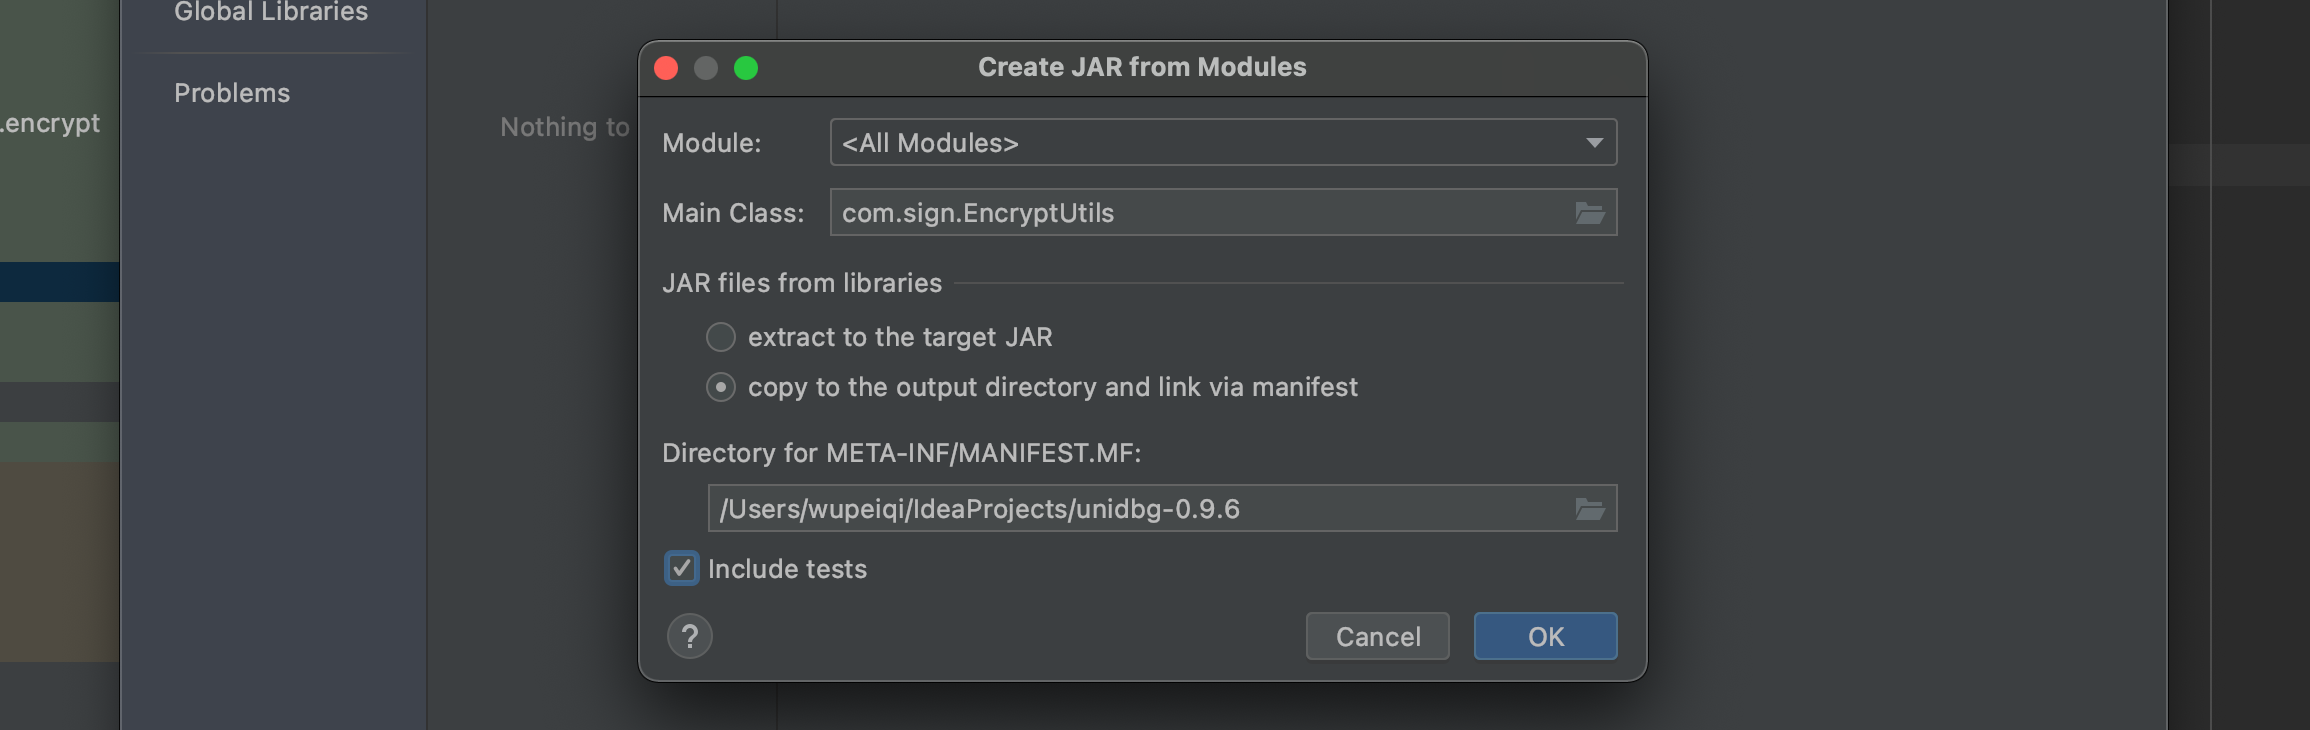 Global Libraries
Problems
.encrypt
Nothing to
Create JAR from Modules
Module: <All Modules>
Main Class: com.sign.EncryptUtils
JAR files from libraries
extract to the target JAR
copy to the output directory and link via manifest
Directory for META-INF/MANIFEST.MF:
/Users/wupeiqi/IdeaProjects/unidbg-0.9.6
Include tests
? Cancel OK